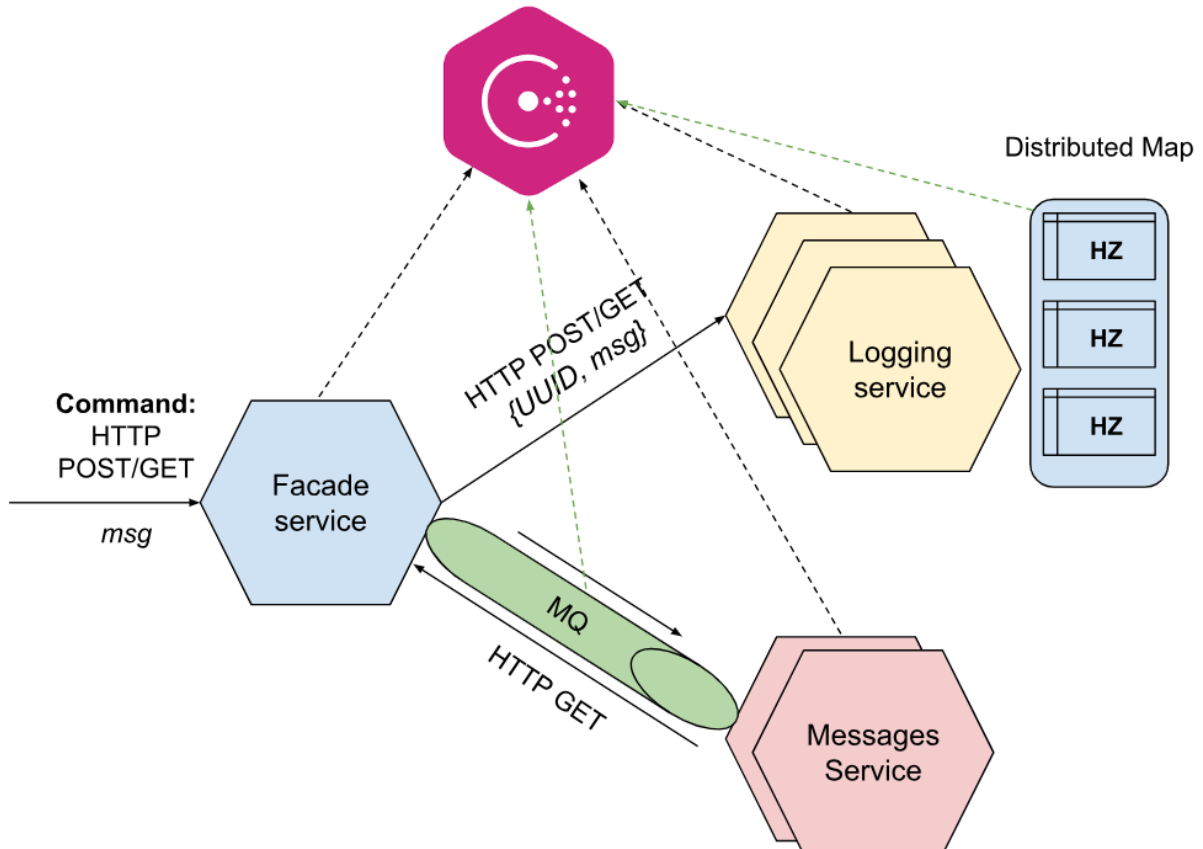 Distributed Map
HZ
HZ
HZ
HTTP POST/GET
{UUID, msg}
Logging
service
Command:
HTTP
POST/GET
msg
Facade
service
MQ
HTTP GET
Messages
Service